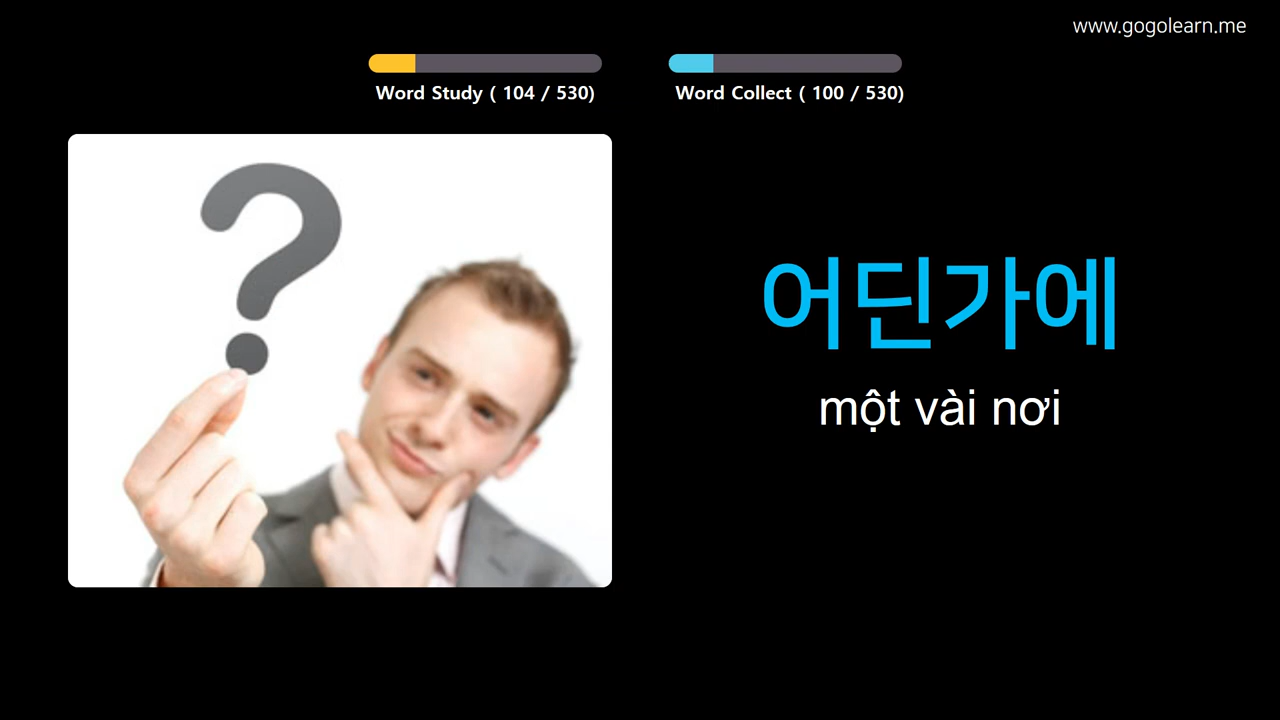 www.gogolearn.me
Word Study ( 104 / 530)
Word Collect ( 100 / 530)
어딘가에
một vài nơi